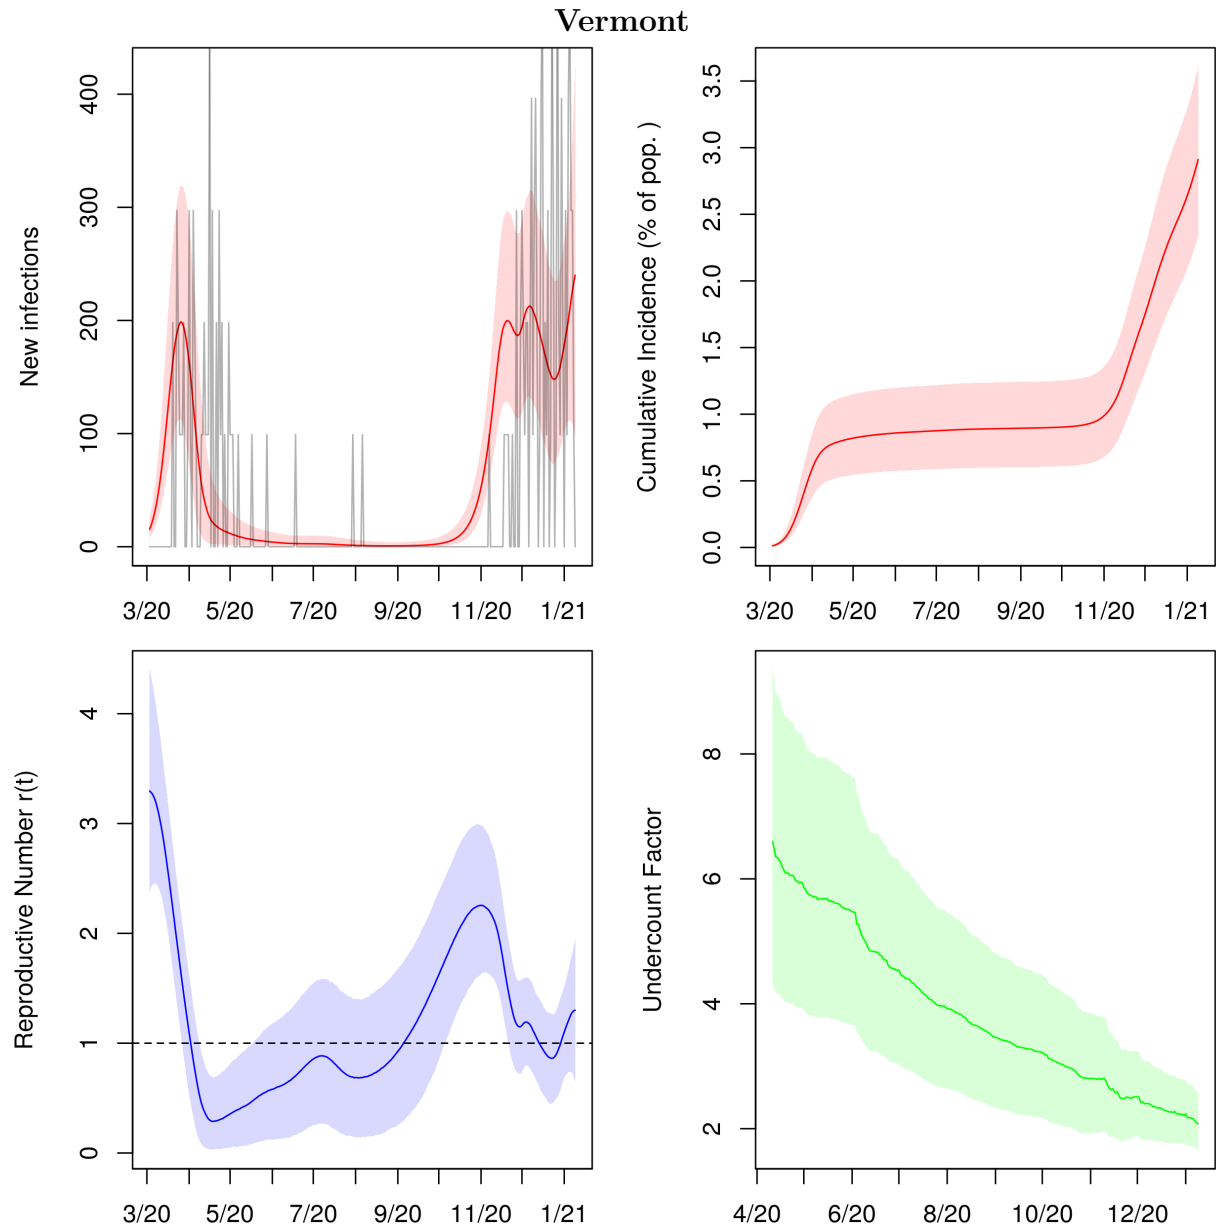 Vermont
New infections
0
100
200
300
400
3/20 5/20 7/20 9/20 11/20 1/21
Cumulative Incidence (% of pop. )
0.0
0.5
1.0
1.5
2.0
2.5
3.0
3.5
3/20 5/20 7/20 9/20 11/20 1/21
Reproductive Number r(t)
0
1
2
3
4
3/20 5/20 7/20 9/20 11/20 1/21
Undercount Factor
2
4
6
8
4/20 6/20 8/20 10/20 12/20